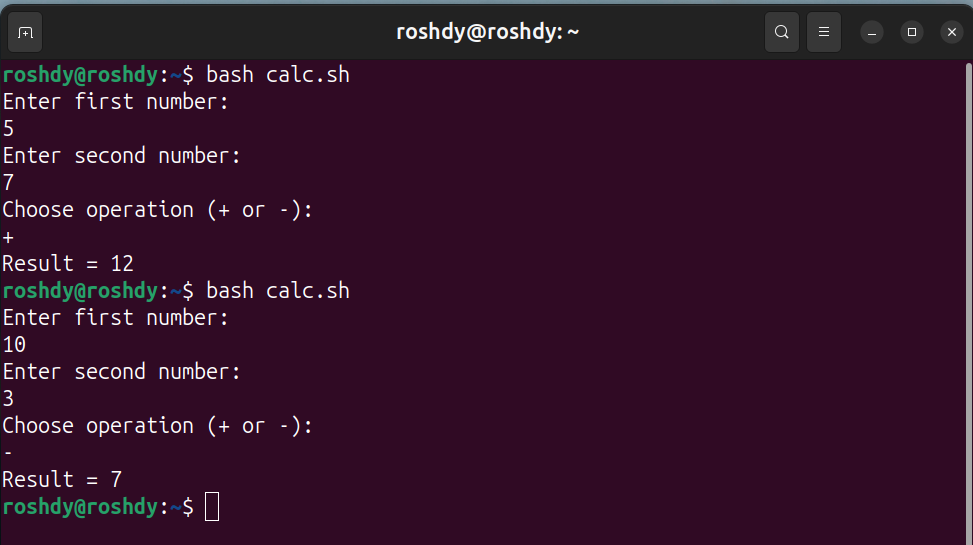 roshdy@roshdy: ~
roshdy@roshdy:~$ bash calc.sh
Enter first number:
5
Enter second number:
7
Choose operation (+ or -):
+
Result = 12
roshdy@roshdy:~$ bash calc.sh
Enter first number:
10
Enter second number:
3
Choose operation (+ or -):
-
Result = 7
roshdy@roshdy:~$